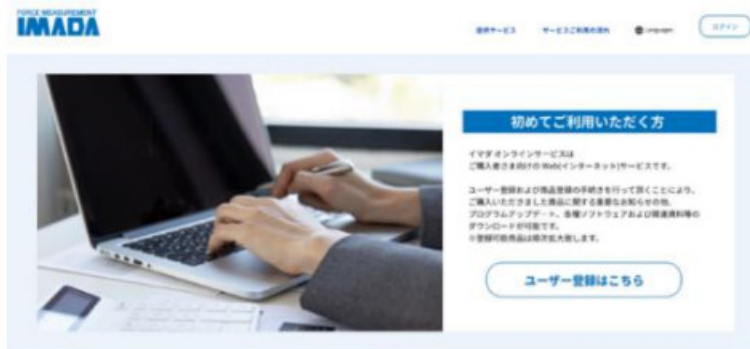 FORCE MEASUREMENT
IMADA
提供サービス
サービスご利用の流れ
Languages
ログイン
初めてご利用いただく方
イマダオンラインサービスは
ご購入者さま向けの Web(インターネット)サービスです。
ユーザー登録および商品登録の手続きを行って頂くことにより、
ご購入いただきました商品に関する重要なお知らせの他、
プログラムアップデート、各種ソフトウェアおよび関連資料等の
ダウンロードが可能です。
※登録可能商品は順次拡大致します。
ユーザー登録はこちら